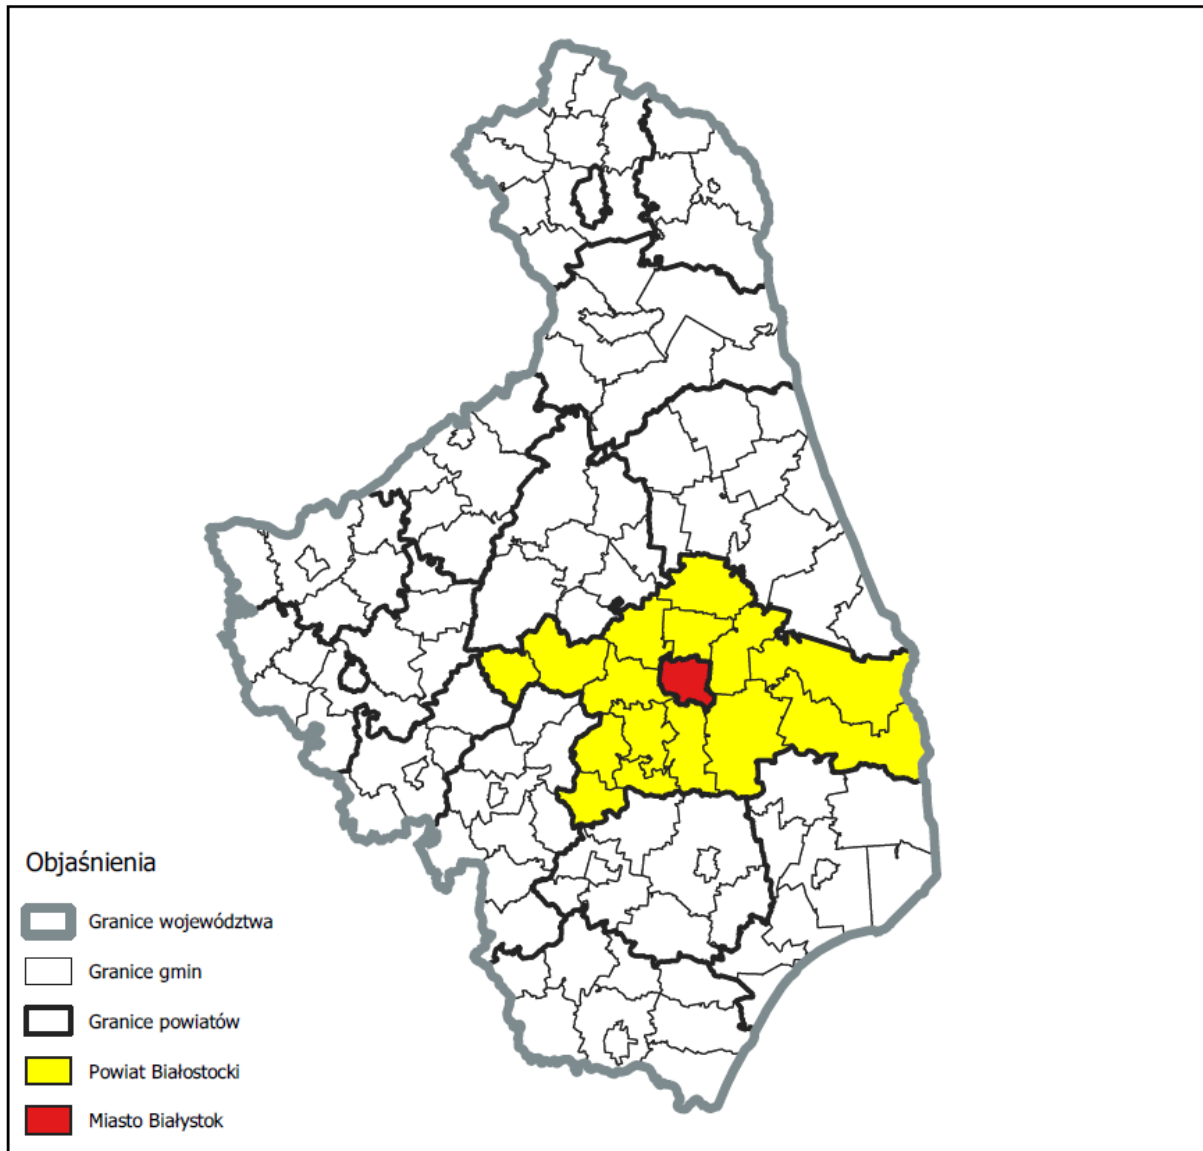 Objaśnienia
Granice województwa
Granice gmin
Granice powiatów
Powiat Białostocki
Miasto Białystok